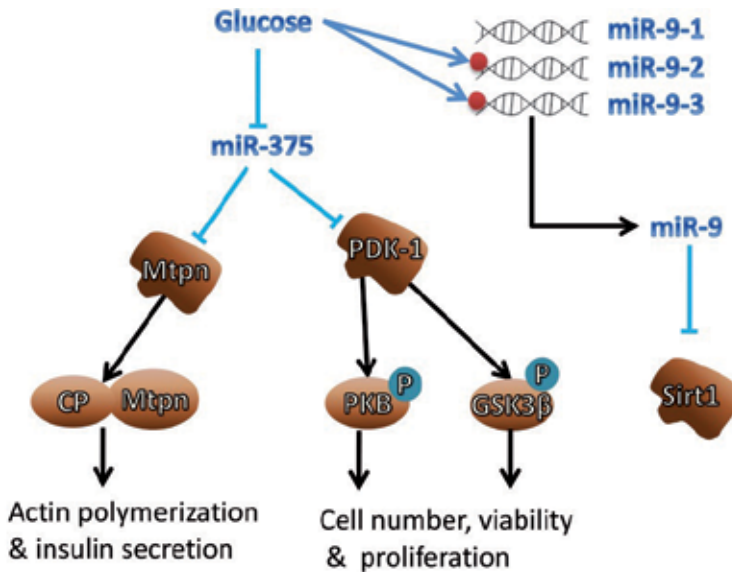 Glucose
miR-9-1
miR-9-2
miR-9-3
miR-375
miR-9
Mtpn
PDK-1
CP
Mtpn
PKB
P
GSK3β
P
Sirt1
Actin polymerization
& insulin secretion
Cell number, viability
& proliferation